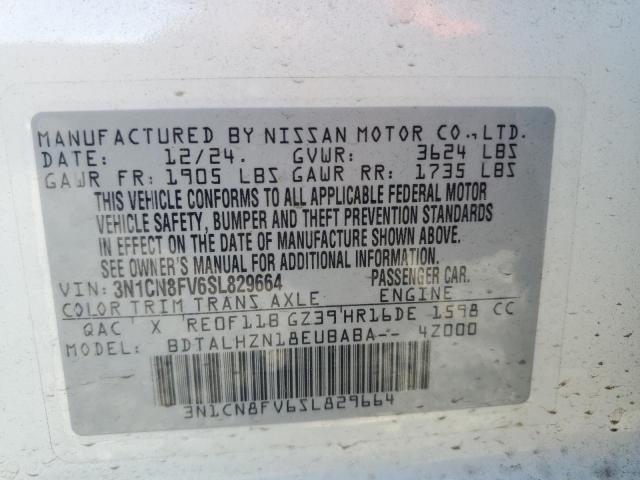 MANUFACTURED BY NISSAN MOTOR CO., LTD.
DATE: 12/24. GVWR: 3624 LBS
GAWR FR: 1905 LBS GAWR RR: 1735 LBS
THIS VEHICLE CONFORMS TO ALL APPLICABLE FEDERAL MOTOR
VEHICLE SAFETY, BUMPER AND THEFT PREVENTION STANDARDS
IN EFFECT ON THE DATE OF MANUFACTURE SHOWN ABOVE.
SEE OWNER'S MANUAL FOR ADDITIONAL INFORMATION.
VIN: 3N1CN8FV6SL829664 PASSENGER CAR.
COLOR TRIM TRANS AXLE ENGINE
QAC X RE0F11B GZ39 HR16DE 1598 CC
MODEL: BDTALHZN18EU8ABA-- 4Z000
3N1CN8FV6SL829664